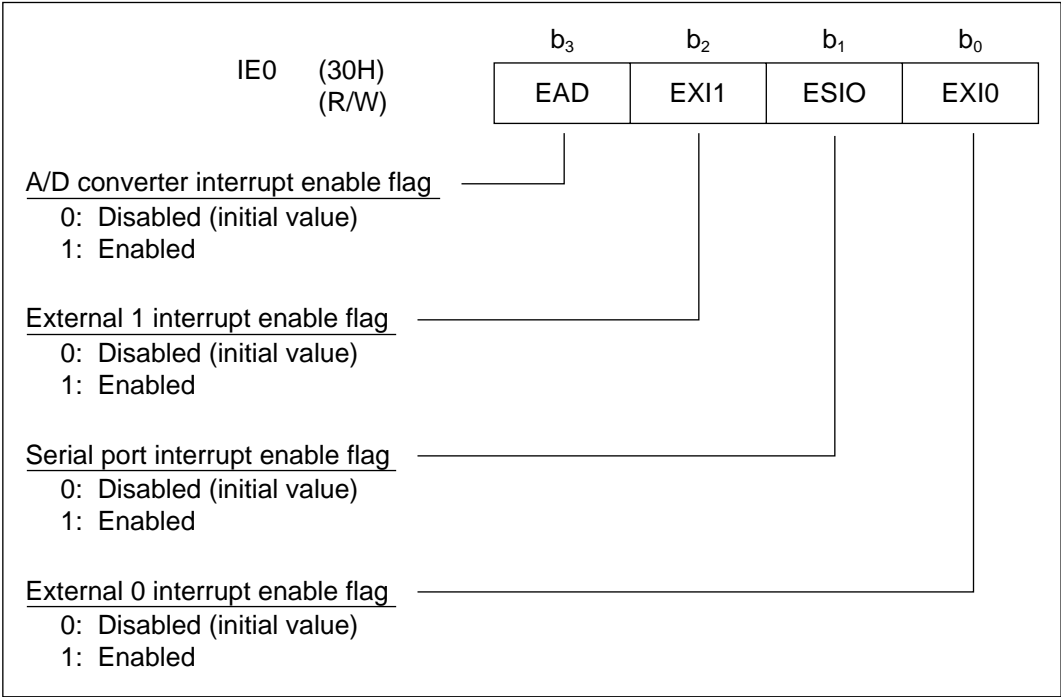 b₃ b₂ b₁ b₀
IE0 (30H)
(R/W)
EAD EXI1 ESIO EXI0
A/D converter interrupt enable flag
0: Disabled (initial value)
1: Enabled
External 1 interrupt enable flag
0: Disabled (initial value)
1: Enabled
Serial port interrupt enable flag
0: Disabled (initial value)
1: Enabled
External 0 interrupt enable flag
0: Disabled (initial value)
1: Enabled